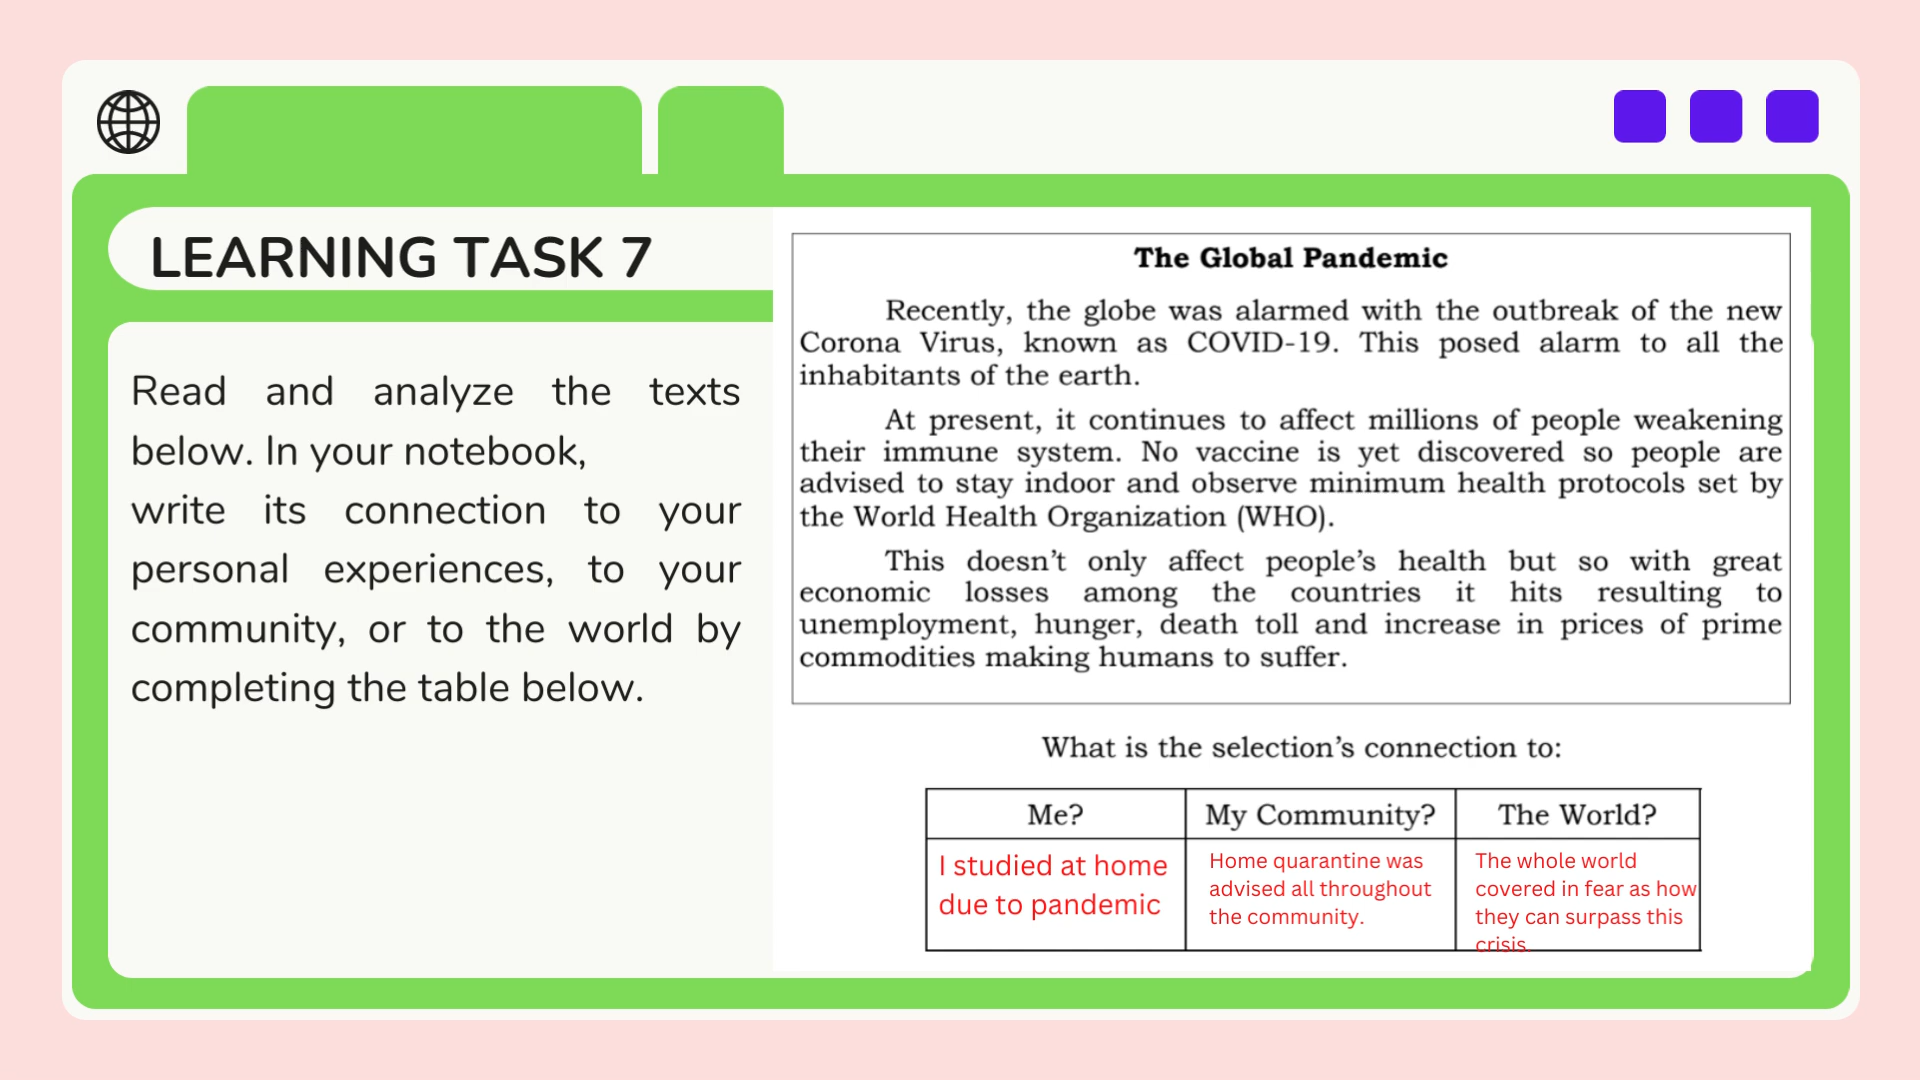 LEARNING TASK 7
Read and analyze the texts
below. In your notebook,
write its connection to your
personal experiences, to your
community, or to the world by
completing the table below.
The Global Pandemic
Recently, the globe was alarmed with the outbreak of the new
Corona Virus, known as COVID-19. This posed alarm to all the
inhabitants of the earth.
At present, it continues to affect millions of people weakening
their immune system. No vaccine is yet discovered so people are
advised to stay indoor and observe minimum health protocols set by
the World Health Organization (WHO).
This doesn't only affect people's health but so with great
economic losses among the countries it hits resulting to
unemployment, hunger, death toll and increase in prices of prime
commodities making humans to suffer.
What is the selection's connection to:
Me?
My Community?
The World?
I studied at home
due to pandemic
Home quarantine was
advised all throughout
the community.
The whole world
covered in fear as how
they can surpass this
crisis.